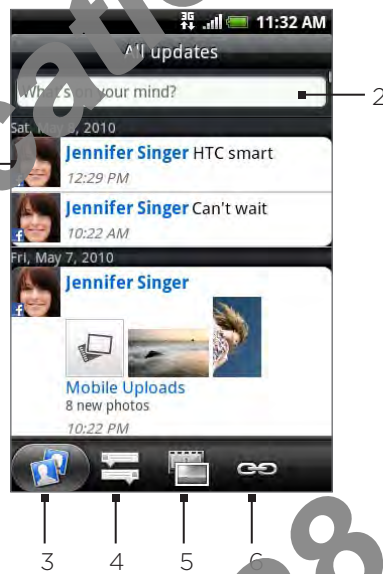 3G 11:32 AM
All updates
What's on your mind?
2
Sat, May 8, 2010
Jennifer Singer HTC smart
12:29 PM
Jennifer Singer Can't wait
10:22 AM
Fri, May 7, 2010
Jennifer Singer
Mobile Uploads
8 new photos
10:22 PM
3 4 5 6